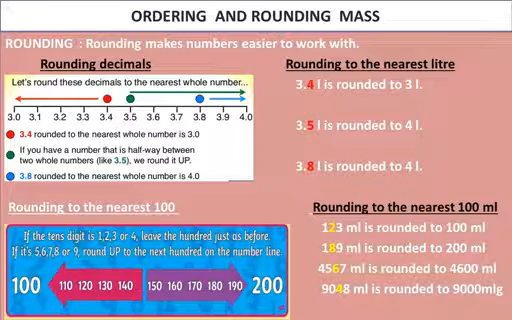 ORDERING AND ROUNDING MASS
ROUNDING : Rounding makes numbers easier to work with.
Rounding decimals
Let's round these decimals to the nearest whole number...
3.0 3.1 3.2 3.3 3.4 3.5 3.6 3.7 3.8 3.9 4.0
3.4 rounded to the nearest whole number is 3.0
If you have a number that is half-way between
two whole numbers (like 3.5), we round it UP.
3.8 rounded to the nearest whole number is 4.0
Rounding to the nearest litre
3.4 l is rounded to 3 l.
3.5 l is rounded to 4 l.
3.8 l is rounded to 4 l.
Rounding to the nearest 100
If the tens digit is 1,2,3 or 4, leave the hundred just as before.
If it's 5,6,7,8 or 9, round UP to the next hundred on the number line.
100 110 120 130 140 150 160 170 180 190 200
Rounding to the nearest 100 ml
123 ml is rounded to 100 ml
189 ml is rounded to 200 ml
4567 ml is rounded to 4600 ml
9048 ml is rounded to 9000mlg